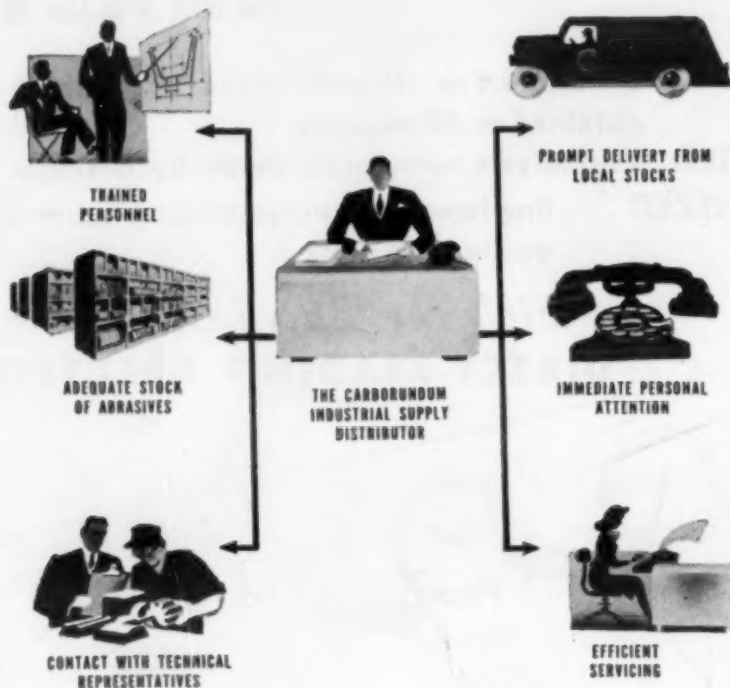 TRAINED
PERSONNEL
PROMPT DELIVERY FROM
LOCAL STOCKS
ADEQUATE STOCK
OF ABRASIVES
THE CARBORUNDUM
INDUSTRIAL SUPPLY
DISTRIBUTOR
IMMEDIATE PERSONAL
ATTENTION
CONTACT WITH TECHNICAL
REPRESENTATIVES
EFFICIENT
SERVICING